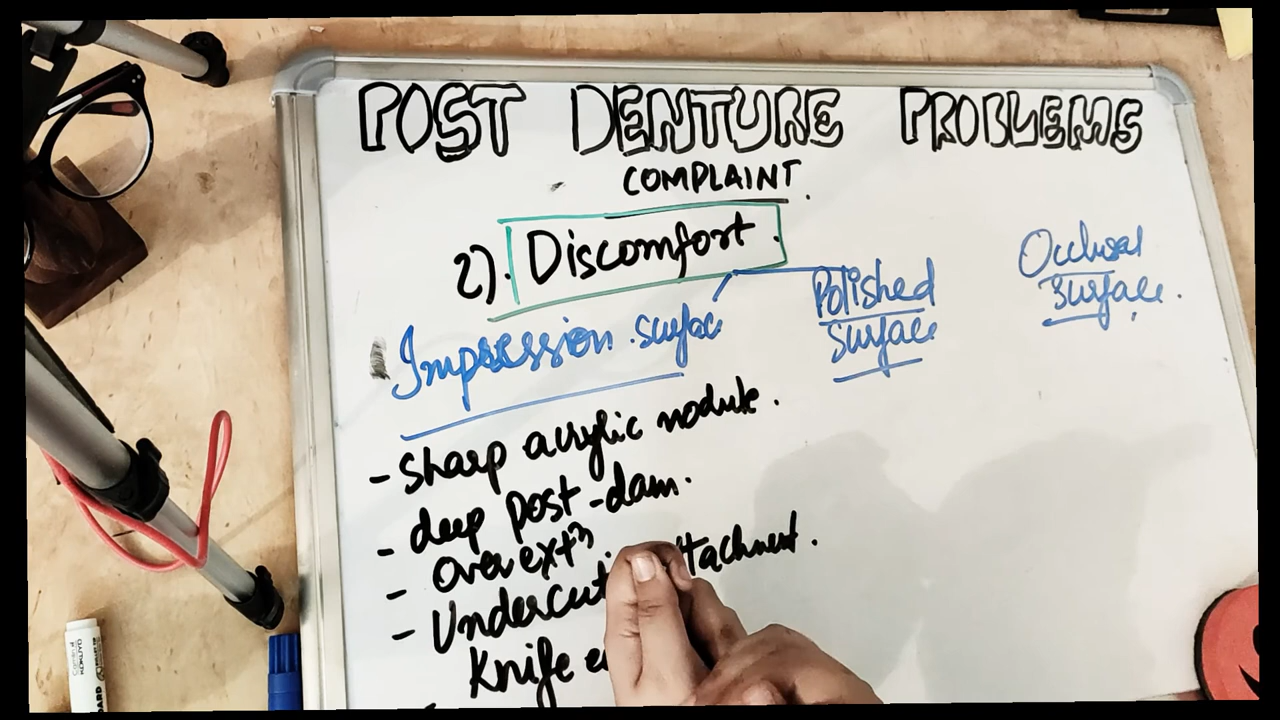 POST DENTURE PROBLEMS
COMPLAINT.
2). Discomfort.
Impression surface
Polished
surface
Occlusal
surface.
- Sharp acrylic nodule.
- deep post-dam.
- Over extn
- Undercut
Knife